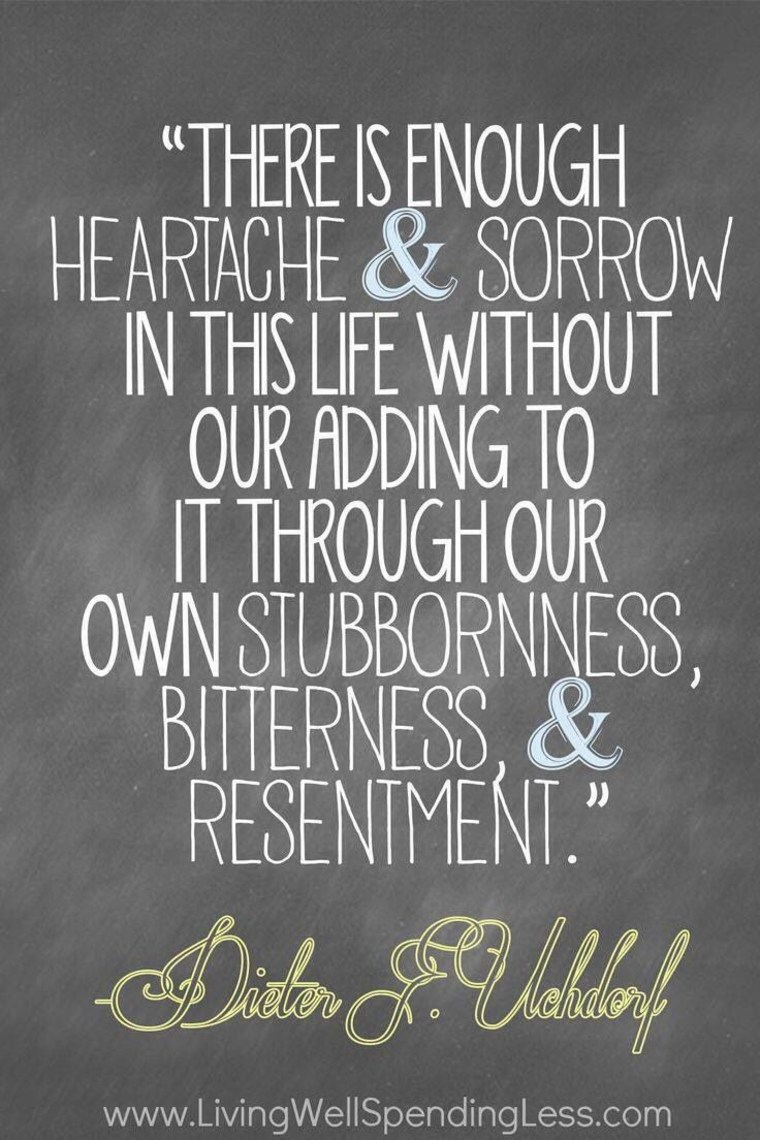 “THERE IS ENOUGH
HEARTACHE & SORROW
IN THIS LIFE WITHOUT
OUR ADDING TO
IT THROUGH OUR
OWN STUBBORNNESS,
BITTERNESS, &
RESENTMENT.”
-Dieter F. Uchdorf
www.LivingWellSpendingLess.com